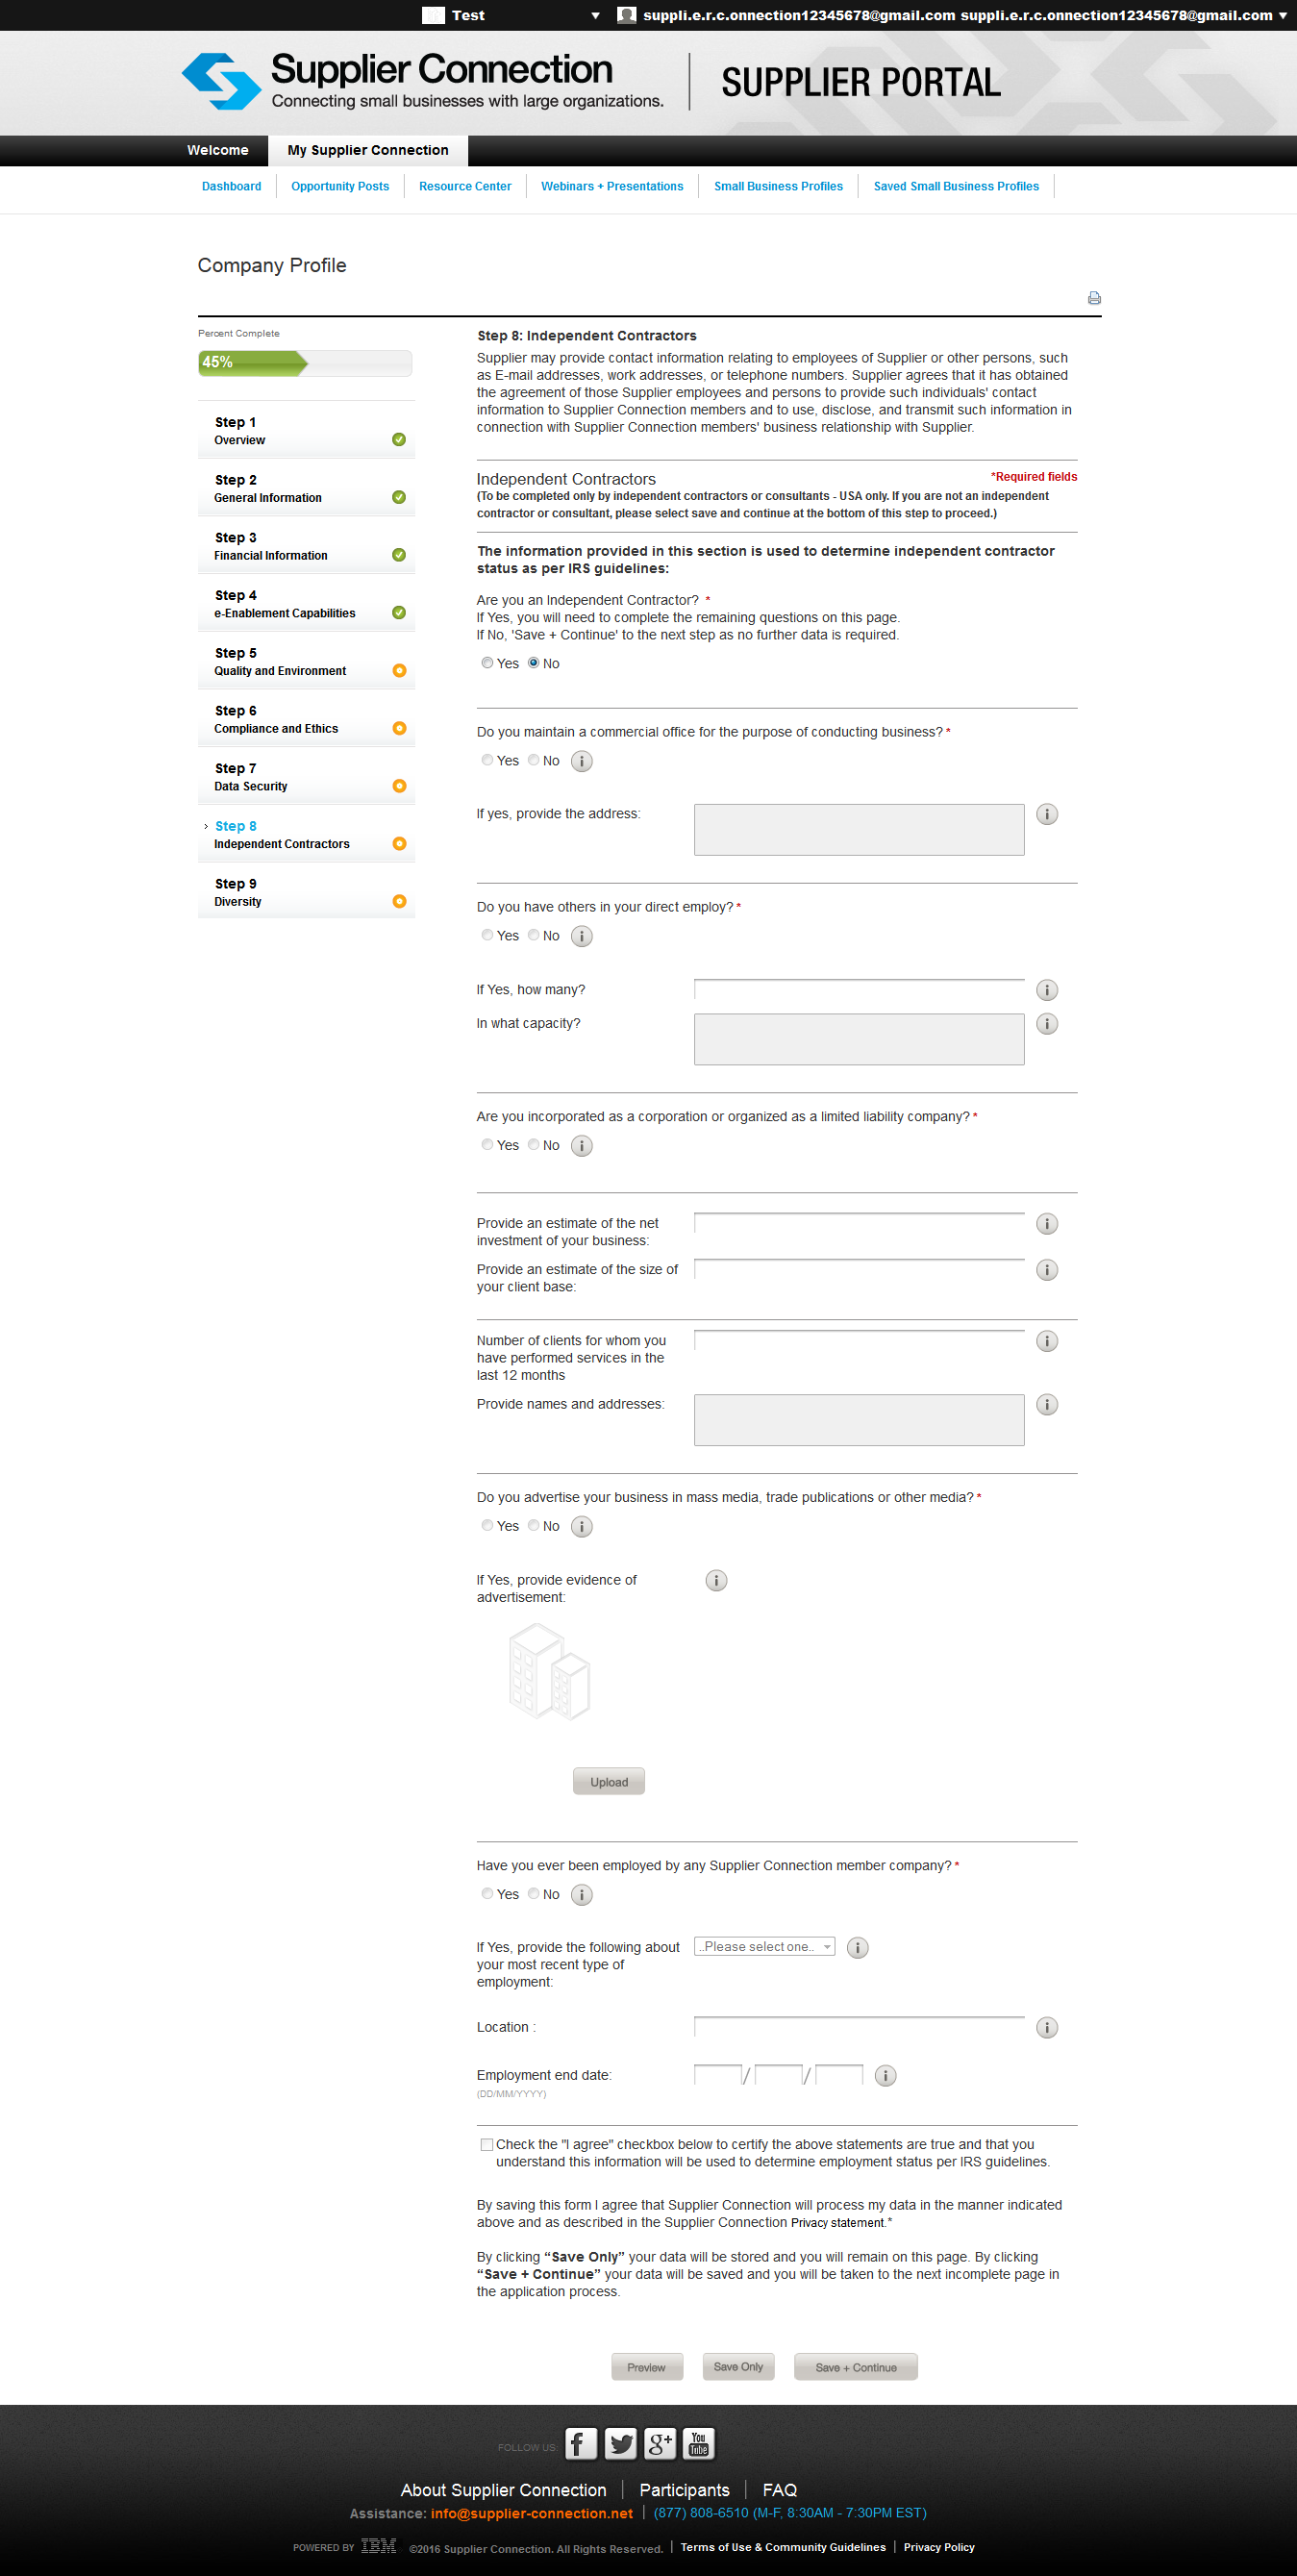 Test
suppli.e.r.c.onnection12345678@gmail.com suppli.e.r.c.onnection12345678@gmail.com
Supplier Connection
Connecting small businesses with large organizations.
SUPPLIER PORTAL
Welcome
My Supplier Connection
Dashboard
Opportunity Posts
Resource Center
Webinars + Presentations
Small Business Profiles
Saved Small Business Profiles
Company Profile
Percent Complete
45%
Step 1
Overview
Step 2
General Information
Step 3
Financial Information
Step 4
e-Enablement Capabilities
Step 5
Quality and Environment
Step 6
Compliance and Ethics
Step 7
Data Security
Step 8
Independent Contractors
Step 9
Diversity
Step 8: Independent Contractors
Supplier may provide contact information relating to employees of Supplier or other persons, such
as E-mail addresses, work addresses, or telephone numbers. Supplier agrees that it has obtained
the agreement of those Supplier employees and persons to provide such individuals' contact
information to Supplier Connection members and to use, disclose, and transmit such information in
connection with Supplier Connection members' business relationship with Supplier.
Independent Contractors
*Required fields
(To be completed only by independent contractors or consultants - USA only. If you are not an independent
contractor or consultant, please select save and continue at the bottom of this step to proceed.)
The information provided in this section is used to determine independent contractor
status as per IRS guidelines:
Are you an Independent Contractor? *
If Yes, you will need to complete the remaining questions on this page.
If No, 'Save + Continue' to the next step as no further data is required.
Yes No
Do you maintain a commercial office for the purpose of conducting business? *
Yes No
If yes, provide the address:
Do you have others in your direct employ? *
Yes No
If Yes, how many?
In what capacity?
Are you incorporated as a corporation or organized as a limited liability company? *
Yes No
Provide an estimate of the net
investment of your business:
Provide an estimate of the size of
your client base:
Number of clients for whom you
have performed services in the
last 12 months
Provide names and addresses:
Do you advertise your business in mass media, trade publications or other media? *
Yes No
If Yes, provide evidence of
advertisement:
Upload
Have you ever been employed by any Supplier Connection member company? *
Yes No
If Yes, provide the following about
your most recent type of
employment:
..Please select one..
Location :
Employment end date:
/ /
(DD/MM/YYYY)
Check the "I agree" checkbox below to certify the above statements are true and that you
understand this information will be used to determine employment status per IRS guidelines.
By saving this form I agree that Supplier Connection will process my data in the manner indicated
above and as described in the Supplier Connection Privacy statement.*
By clicking “Save Only” your data will be stored and you will remain on this page. By clicking
“Save + Continue” your data will be saved and you will be taken to the next incomplete page in
the application process.
Preview
Save Only
Save + Continue
FOLLOW US:
f
g+
You Tube
About Supplier Connection
Participants
FAQ
Assistance: info@supplier-connection.net | (877) 808-6510 (M-F, 8:30AM - 7:30PM EST)
POWERED BY IBM ©2016 Supplier Connection. All Rights Reserved. | Terms of Use & Community Guidelines | Privacy Policy